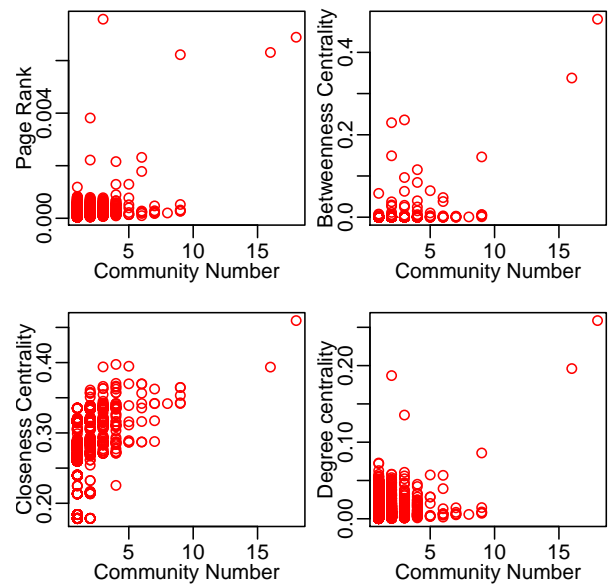 Page Rank
0.000
0.004
5
10
15
Community Number
Betweenness Centrality
0.0
0.2
0.4
5
10
15
Community Number
Closeness Centrality
0.20
0.30
0.40
5
10
15
Community Number
Degree centrality
0.00
0.10
0.20
5
10
15
Community Number